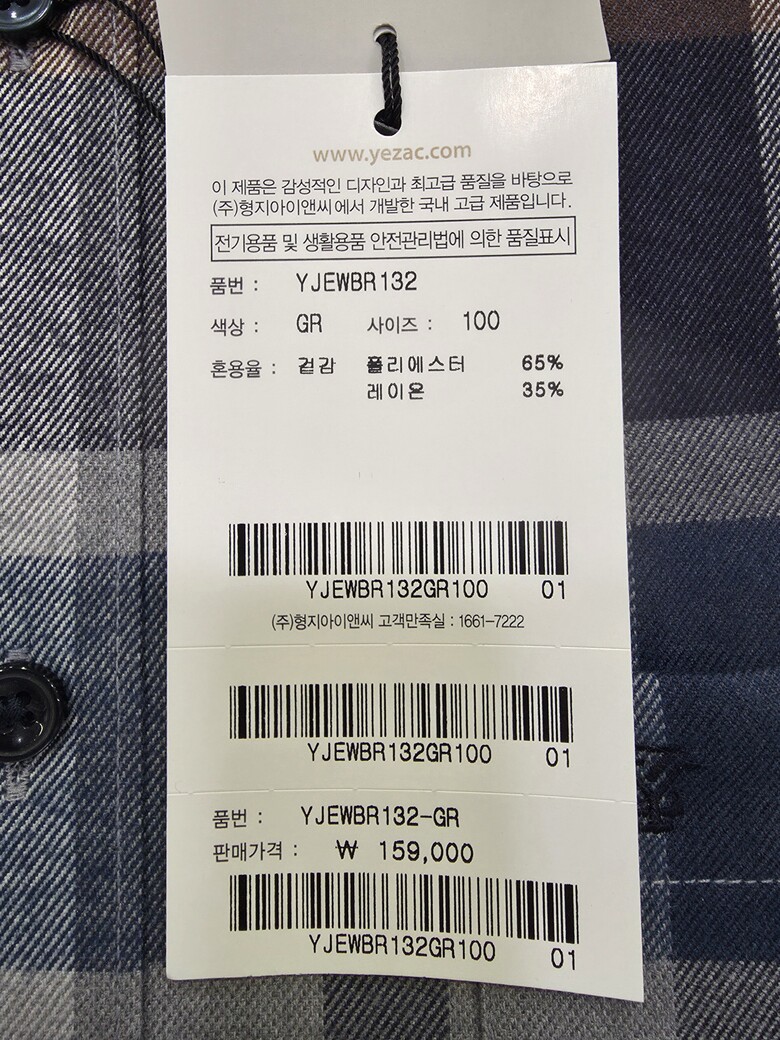 www.yezac.com
이 제품은 감성적인 디자인과 최고급 품질을 바탕으로
(주)형지아이앤씨에서 개발한 국내 고급 제품입니다.
전기용품 및 생활용품 안전관리법에 의한 품질표시
품번 : YJEWBR132
색상 : GR 사이즈 : 100
혼용율 : 겉감 폴리에스터 65%
레이온 35%
YJEWBR132GR100 01
(주)형지아이앤씨 고객만족실 : 1661-7222
YJEWBR132GR100 01
품번 : YJEWBR132-GR
판매가격 : ₩ 159,000
YJEWBR132GR100 01